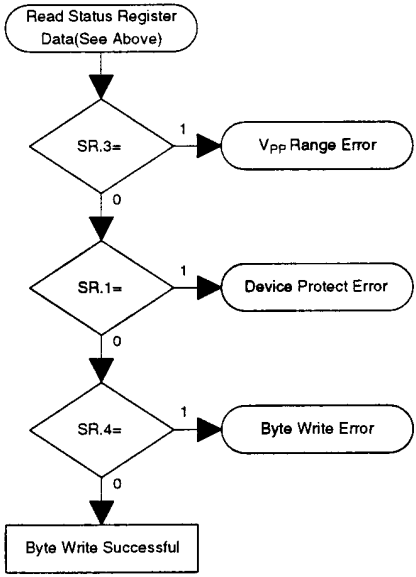 Read Status Register
Data(See Above)
SR.3=
1
VPP Range Error
0
SR.1=
1
Device Protect Error
0
SR.4=
1
Byte Write Error
0
Byte Write Successful